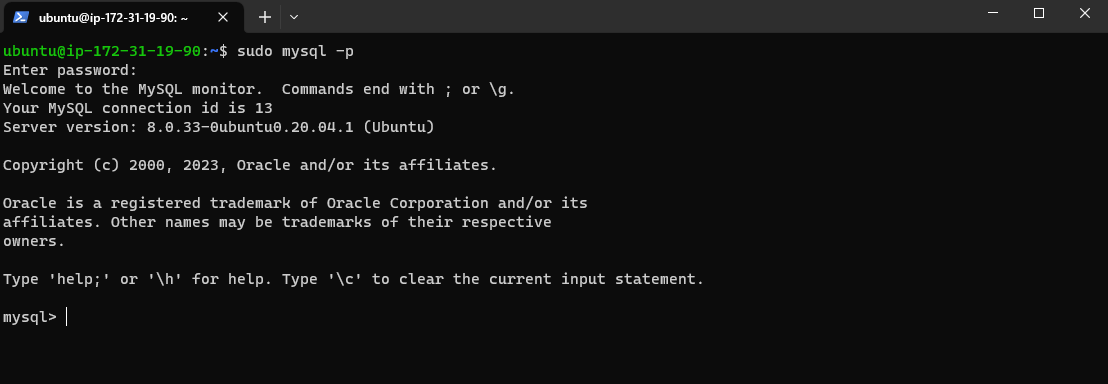 ubuntu@ip-172-31-19-90: ~
ubuntu@ip-172-31-19-90:~$ sudo mysql -p
Enter password:
Welcome to the MySQL monitor.  Commands end with ; or \g.
Your MySQL connection id is 13
Server version: 8.0.33-0ubuntu0.20.04.1 (Ubuntu)
Copyright (c) 2000, 2023, Oracle and/or its affiliates.
Oracle is a registered trademark of Oracle Corporation and/or its
affiliates. Other names may be trademarks of their respective
owners.
Type 'help;' or '\h' for help. Type '\c' to clear the current input statement.
mysql>